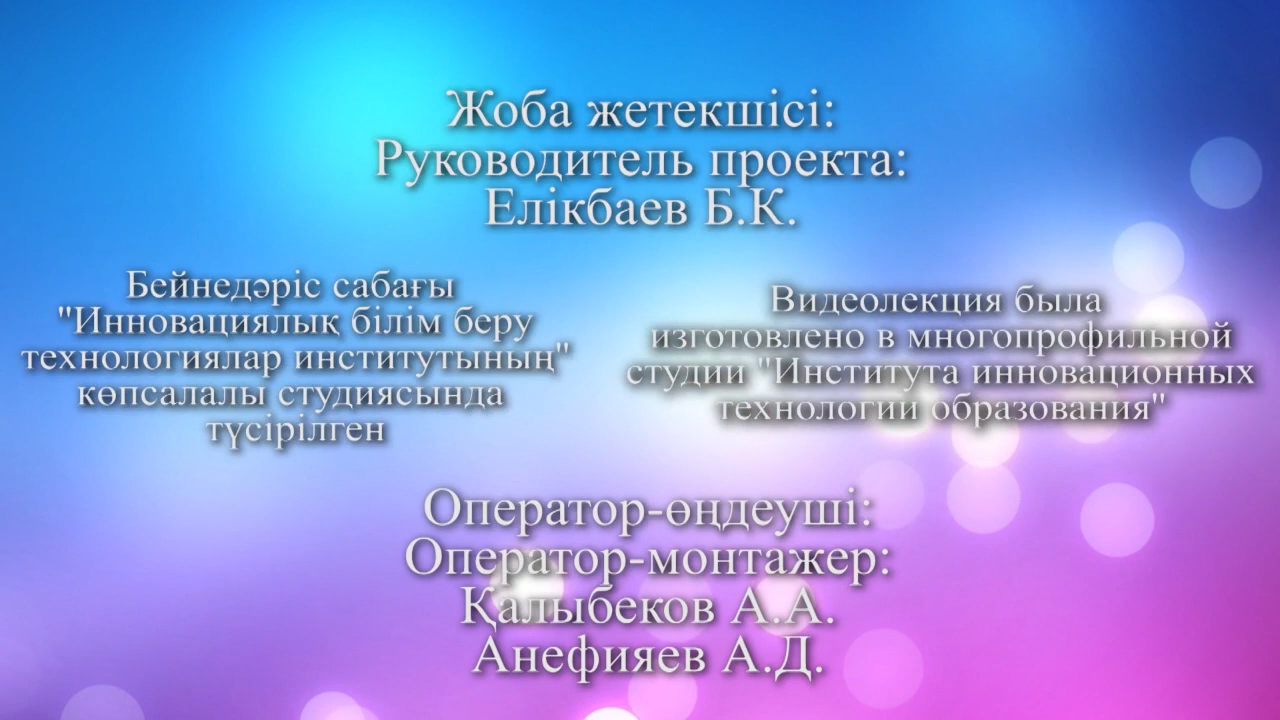 Жоба жетекшісі:
Руководитель проекта:
Елікбаев Б.К.
Бейнедәріс сабағы
"Инновациялық білім беру
технологиялар институтының"
көпсалалы студиясында
түсірілген
Видеолекция была
изготовлено в многопрофильной
студии "Института инновационных
технологии образования"
Оператор-өңдеуші:
Оператор-монтажер:
Қалыбеков А.А.
Анефияев А.Д.